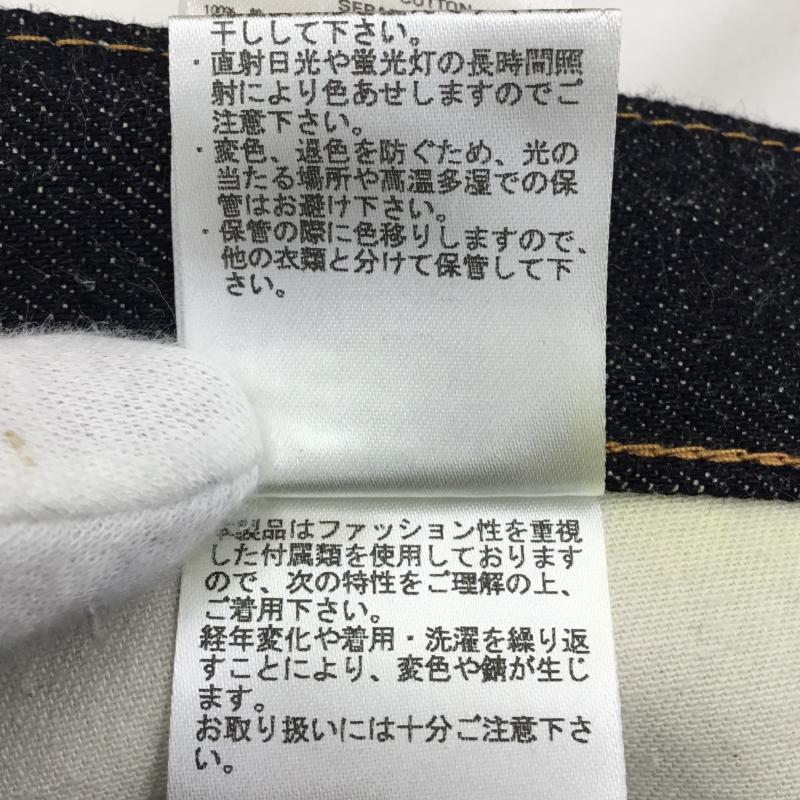 100%
COTTON
干しして下さい。
・直射日光や蛍光灯の長時間照
射により色あせしますのでご
注意下さい。
・変色、退色を防ぐため、光の
当たる場所や高温多湿での保
管はお避け下さい。
・保管の際に色移りしますので、
他の衣類と分けて保管して下
さい。
製品はファッション性を重視
した付属類を使用しております
ので、次の特性をご理解の上、
ご着用下さい。
経年変化や着用・洗濯を繰り返
すことにより、変色や錆が生じ
ます。
お取り扱いには十分ご注意下さ
い。